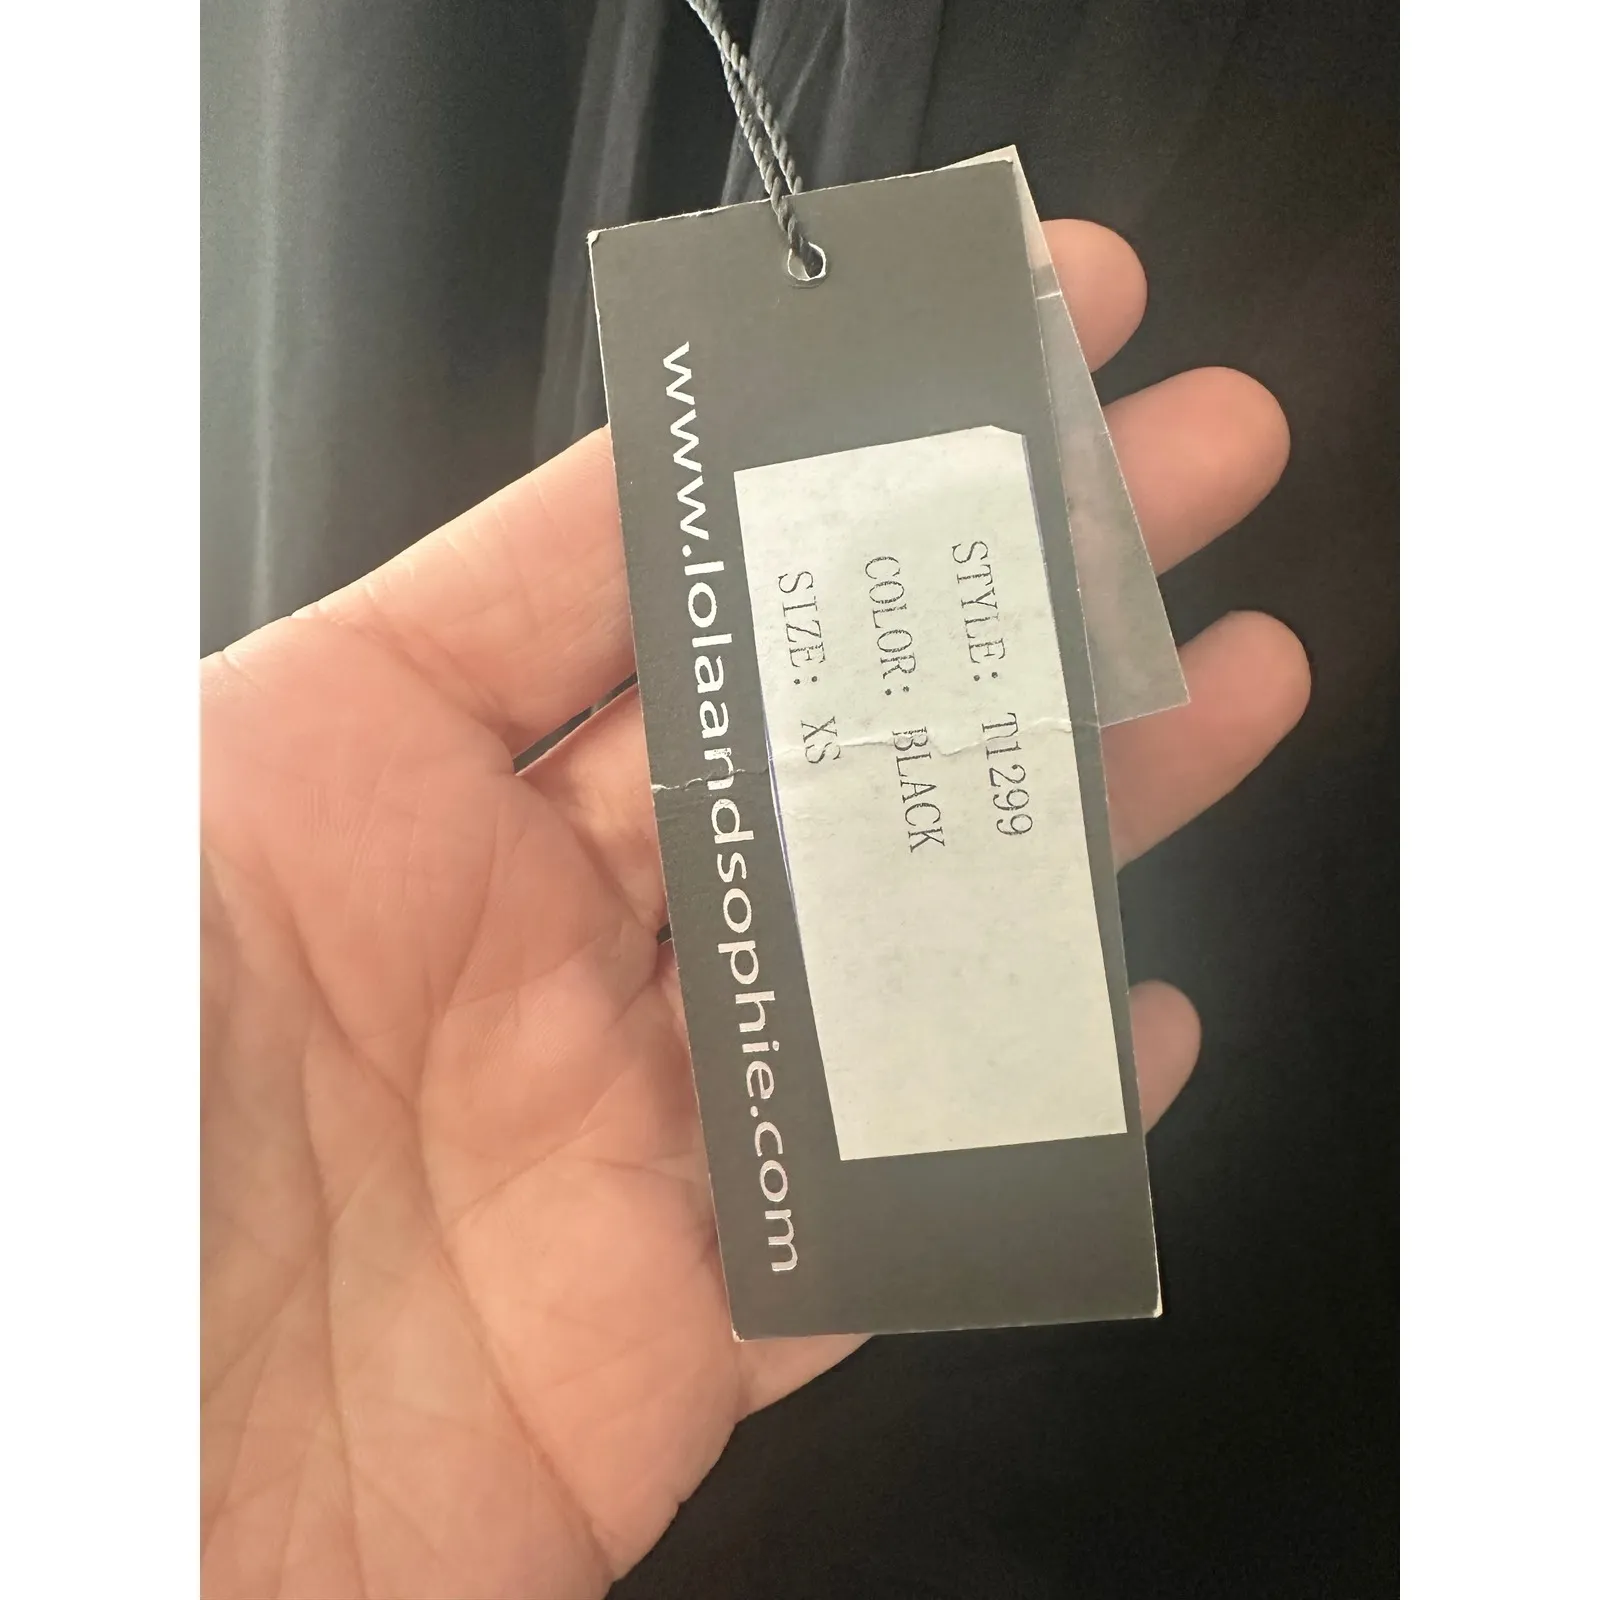 www.lolaandsophie.com
STYLE: T1299
COLOR: BLACK
SIZE: XS